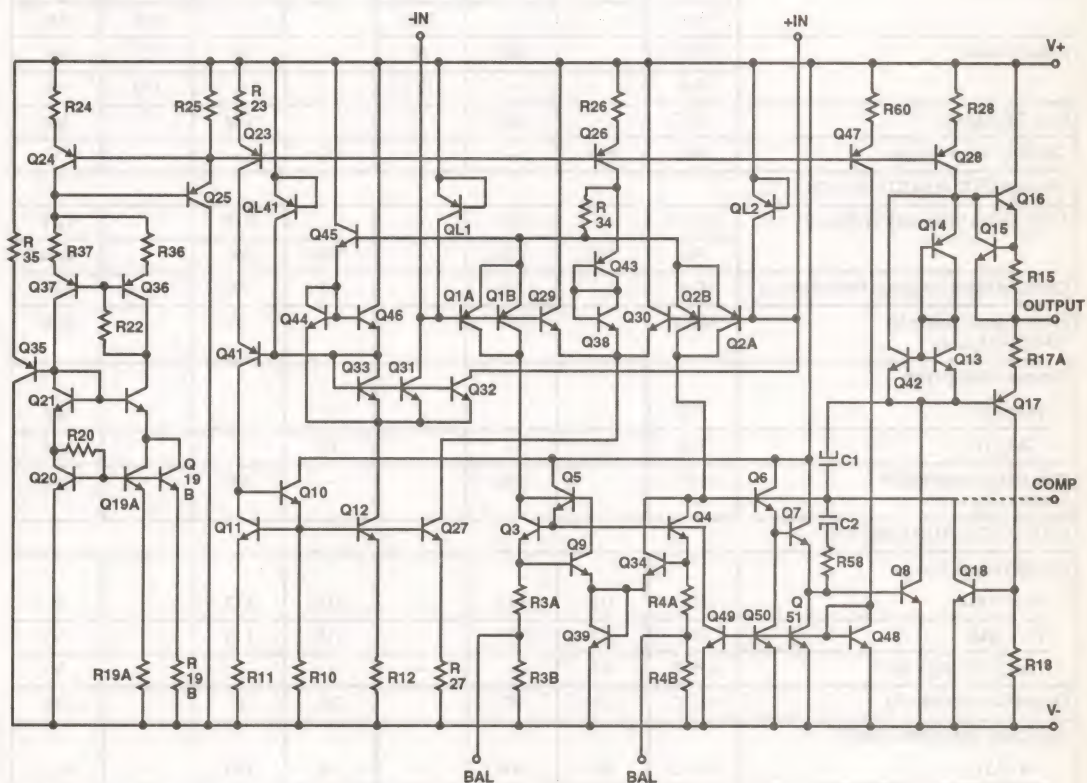 -IN
+IN
V+
R24
R25
R
23
R26
R60
R28
Q24
Q23
Q26
Q47
Q28
Q25
QL41
QL1
QL2
Q16
R
35
R37
R36
Q45
R
34
Q14
Q15
R15
Q37
Q36
Q43
OUTPUT
R22
Q44
Q46
Q1A
Q1B
Q29
Q38
Q30
Q2B
Q2A
R17A
Q35
Q41
Q33
Q31
Q32
Q42
Q13
Q17
Q21
R20
Q20
Q19A
Q
19
B
Q10
Q5
Q6
C1
COMP
Q11
Q12
Q27
Q3
Q4
Q7
C2
Q9
Q34
R58
Q8
Q18
R3A
R4A
Q39
Q49
Q50
Q
51
Q48
R19A
R
19
B
R11
R10
R12
R
27
R3B
R4B
R18
V-
BAL
BAL